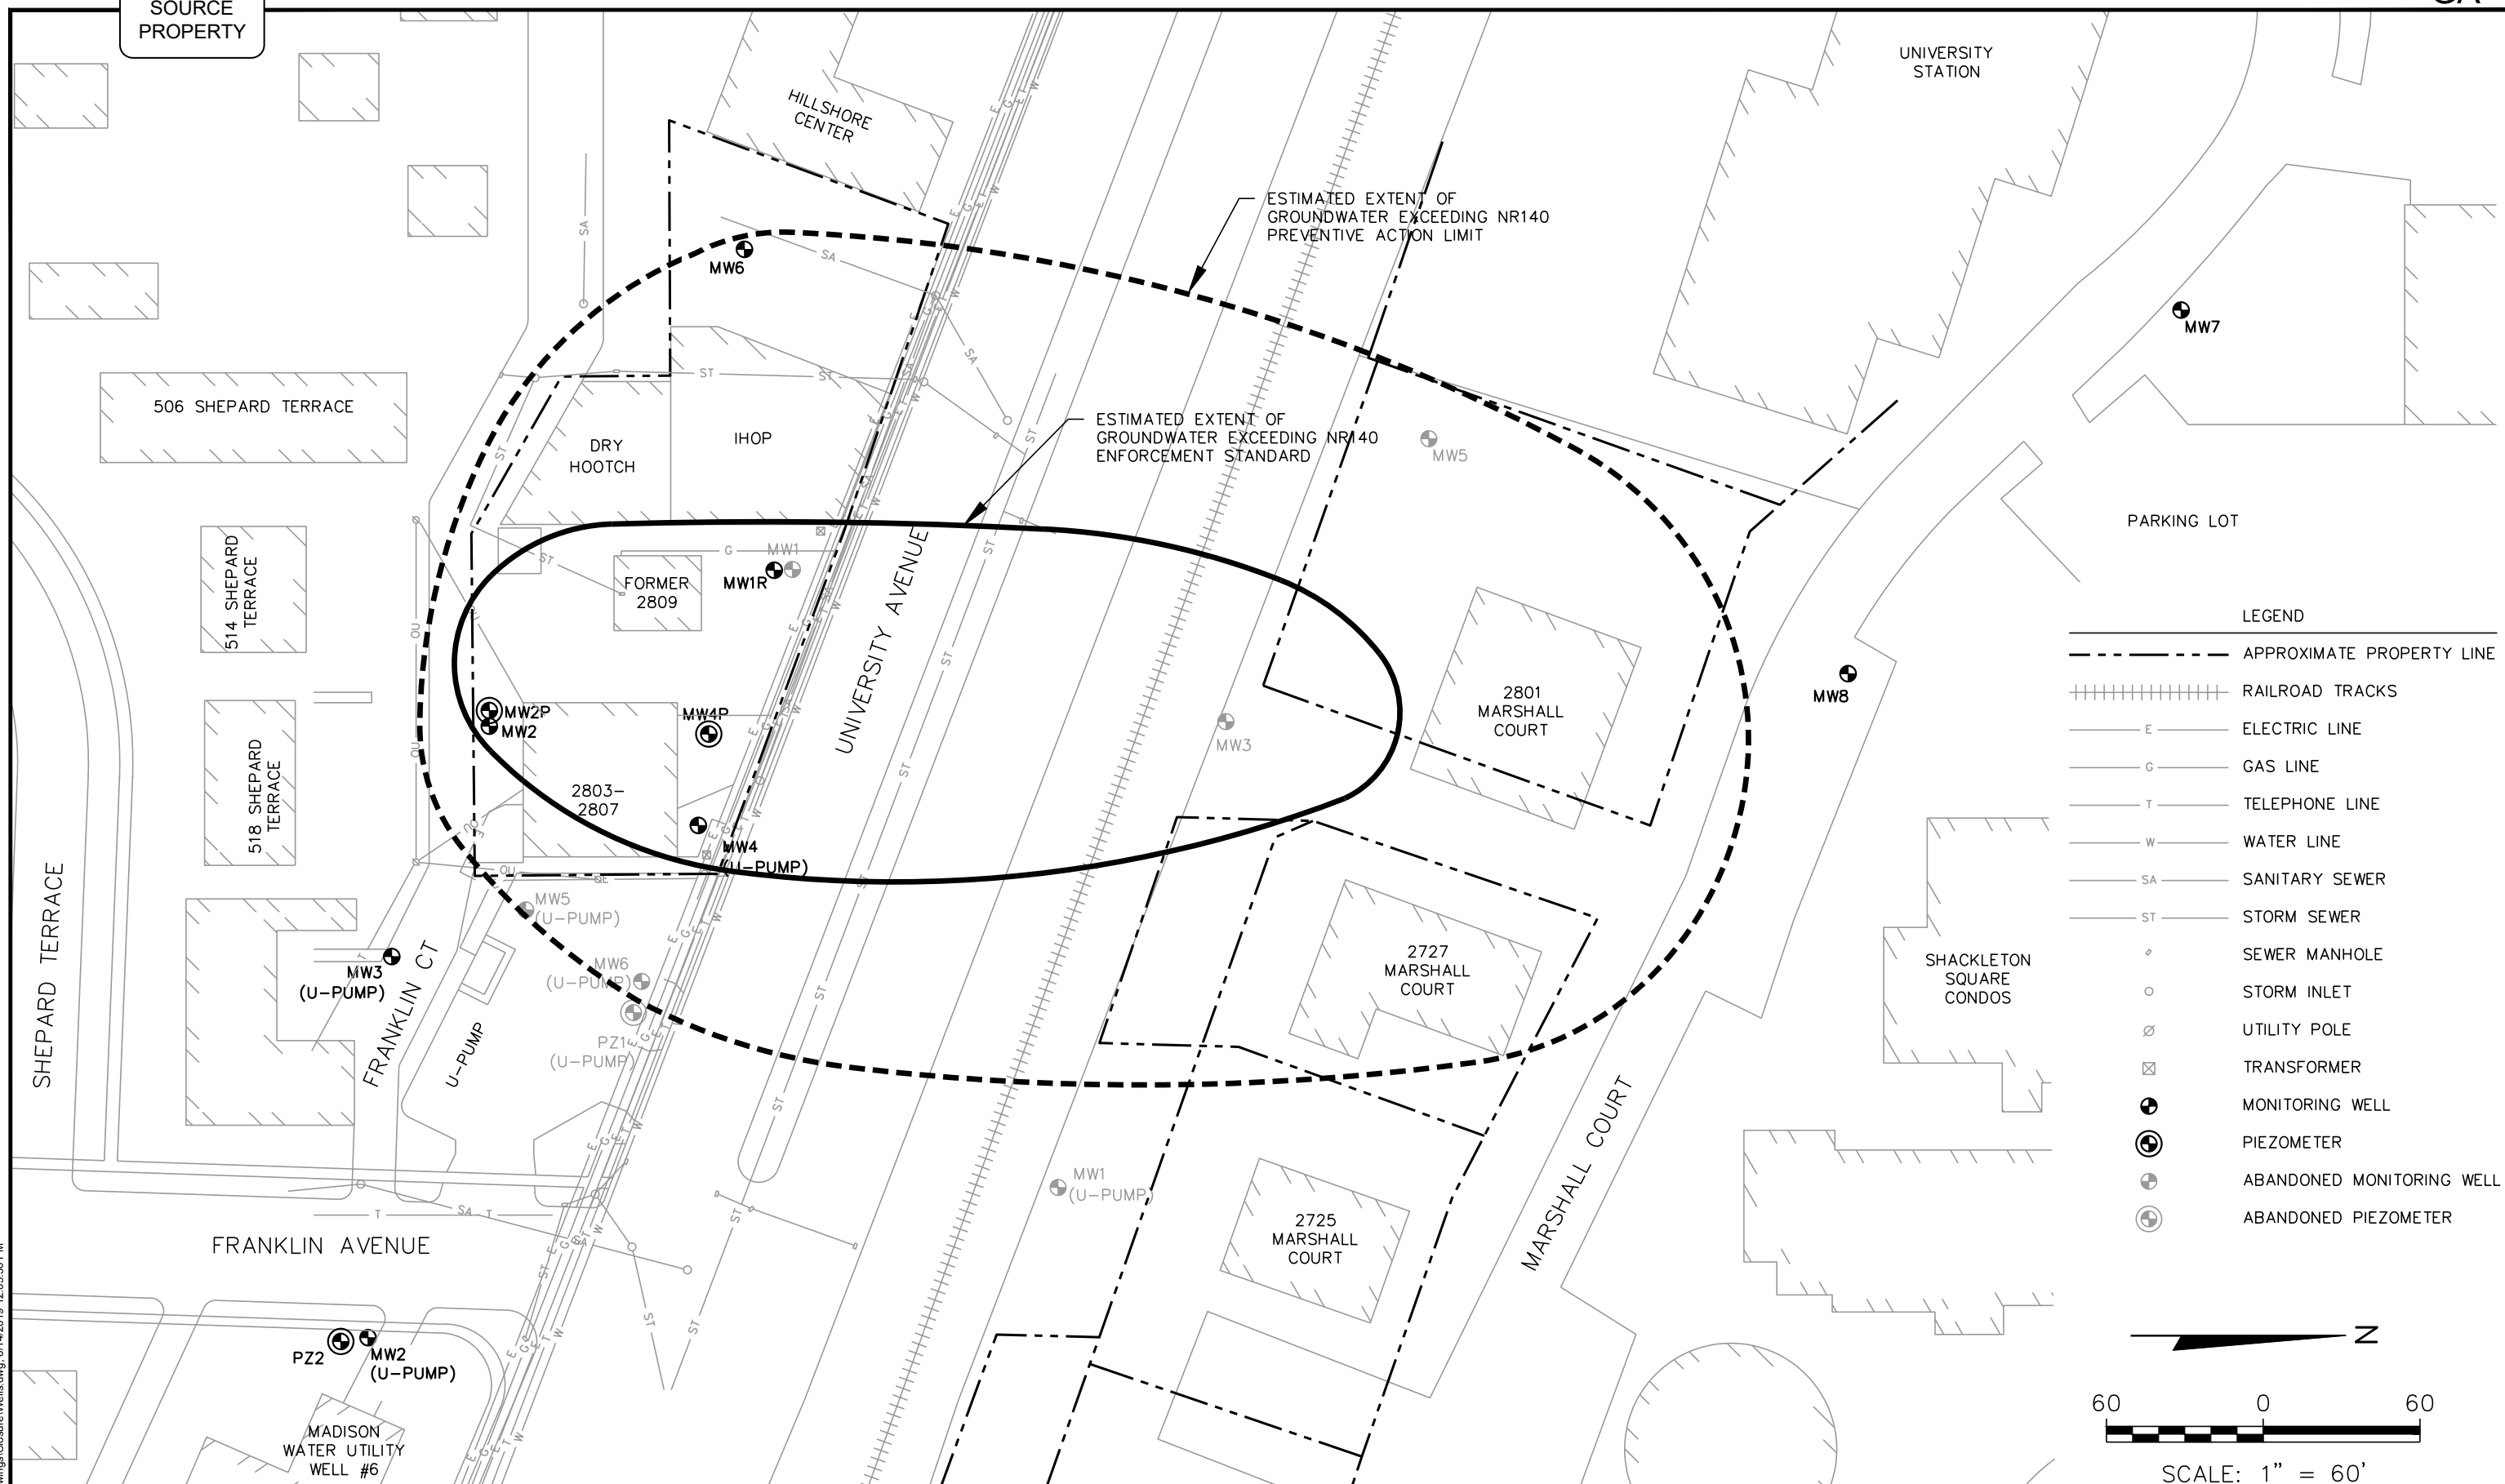 SOURCE
PROPERTY
UNIVERSITY
STATION
HILLSHORE
CENTER
ESTIMATED EXTENT OF
GROUNDWATER EXCEEDING NR140
PREVENTIVE ACTION LIMIT
MW6
MW7
506 SHEPARD TERRACE
DRY
HOOTCH
IHOP
ESTIMATED EXTENT OF
GROUNDWATER EXCEEDING NR140
ENFORCEMENT STANDARD
MW5
PARKING LOT
514 SHEPARD
TERRACE
FORMER
2809
MW1
MW1R
UNIVERSITY AVENUE
2801
MARSHALL
COURT
MW8
MW2P
MW2
MW4P
MW3
518 SHEPARD
TERRACE
2803-
2807
MW4
(U-PUMP)
MW5
(U-PUMP)
SHEPARD TERRACE
MW3
(U-PUMP)
FRANKLIN CT
U-PUMP
MW6
(U-PUMP)
PZ1
(U-PUMP)
2727
MARSHALL
COURT
SHACKLETON
SQUARE
CONDOS
MW1
(U-PUMP)
2725
MARSHALL
COURT
MARSHALL COURT
FRANKLIN AVENUE
PZ2
MW2
(U-PUMP)
MADISON
WATER UTILITY
WELL #6
LEGEND
APPROXIMATE PROPERTY LINE
RAILROAD TRACKS
E ELECTRIC LINE
G GAS LINE
T TELEPHONE LINE
W WATER LINE
SA SANITARY SEWER
ST STORM SEWER
SEWER MANHOLE
STORM INLET
UTILITY POLE
TRANSFORMER
MONITORING WELL
PIEZOMETER
ABANDONED MONITORING WELL
ABANDONED PIEZOMETER
N
60 0 60
SCALE: 1" = 60'